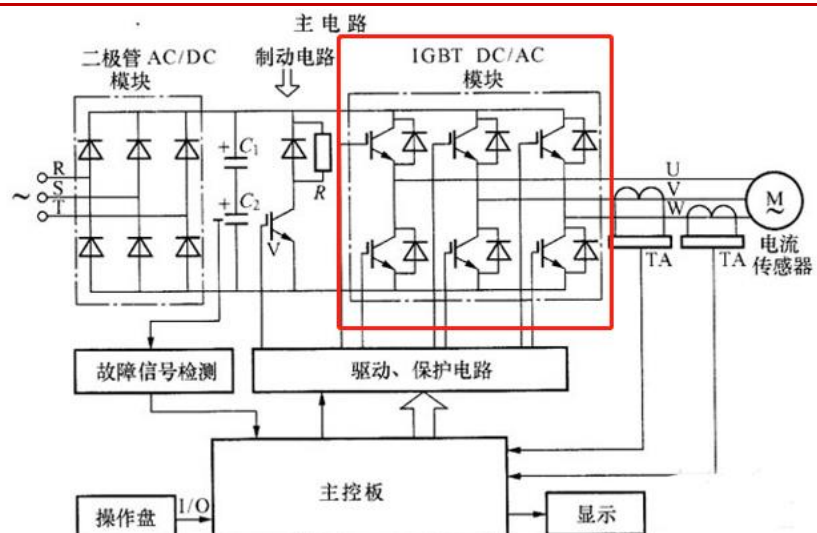 主电路
二极管 AC/DC
模块
制动电路
IGBT DC/AC
模块
R
S
T
~
+
C1
+
C2
R
V
U
V
W
M
~
TA
TA
电流
传感器
故障信号检测
驱动、保护电路
主控板
操作盘
I/O
显示